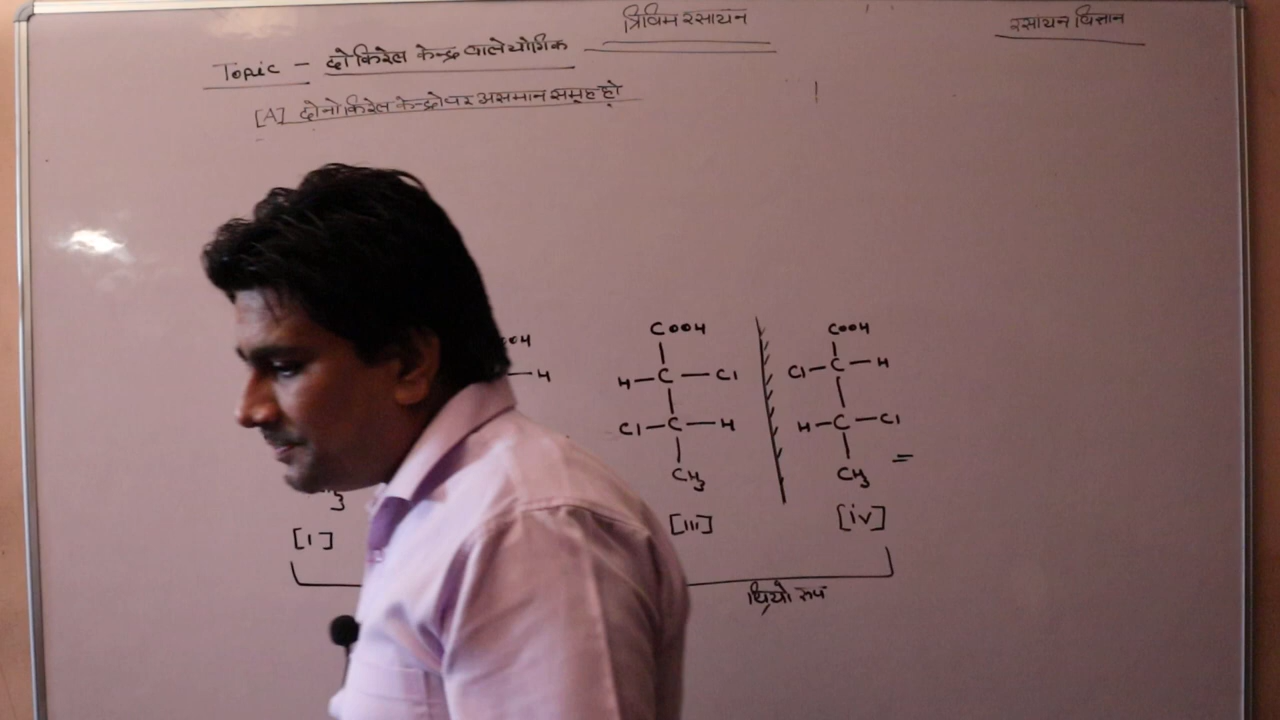 त्रिविम रसायन
रसायन विज्ञान
Topic - दो किरेल केन्द्र वाले यौगिक
[A] दोनो किरेल केन्द्रो पर असमान समूह हो
COOH COOH
H H-C-Cl Cl-C-H
Cl-C-H H-C-Cl
CH3 CH3 =
[I] [III] [iv]
थ्रियो रूप